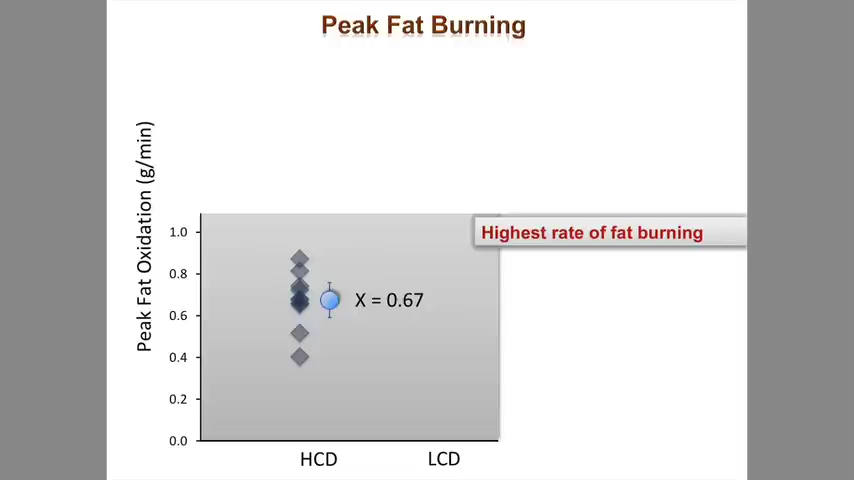 Peak Fat Burning
Peak Fat Oxidation (g/min)
1.0
Highest rate of fat burning
0.8
X = 0.67
0.6
0.4
0.2
0.0
HCD LCD